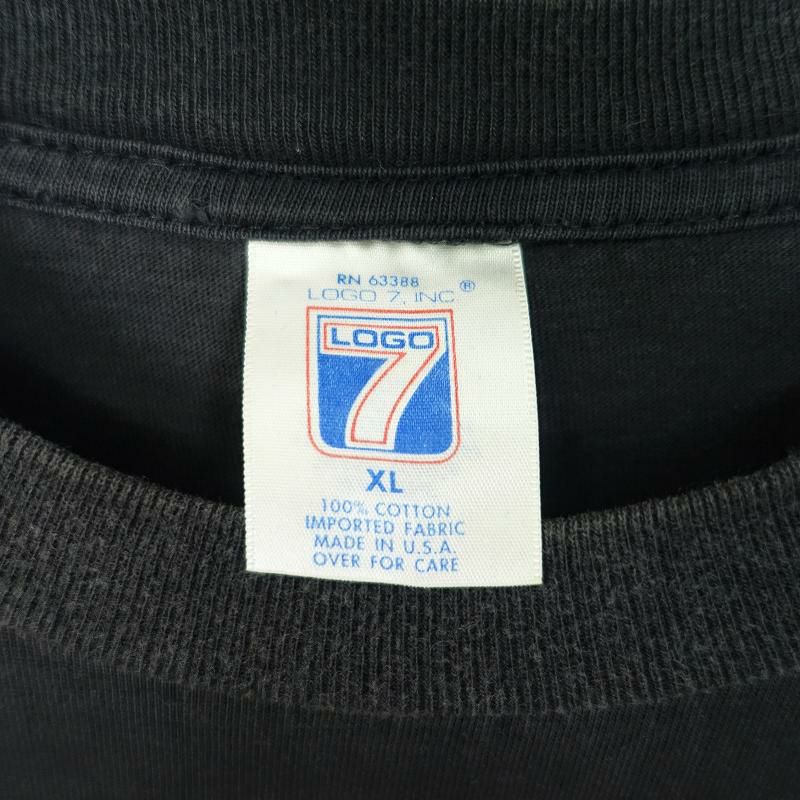 RN 63388
LOGO 7, INC ®
LOGO
7
XL
100% COTTON
IMPORTED FABRIC
MADE IN U.S.A.
OVER FOR CARE